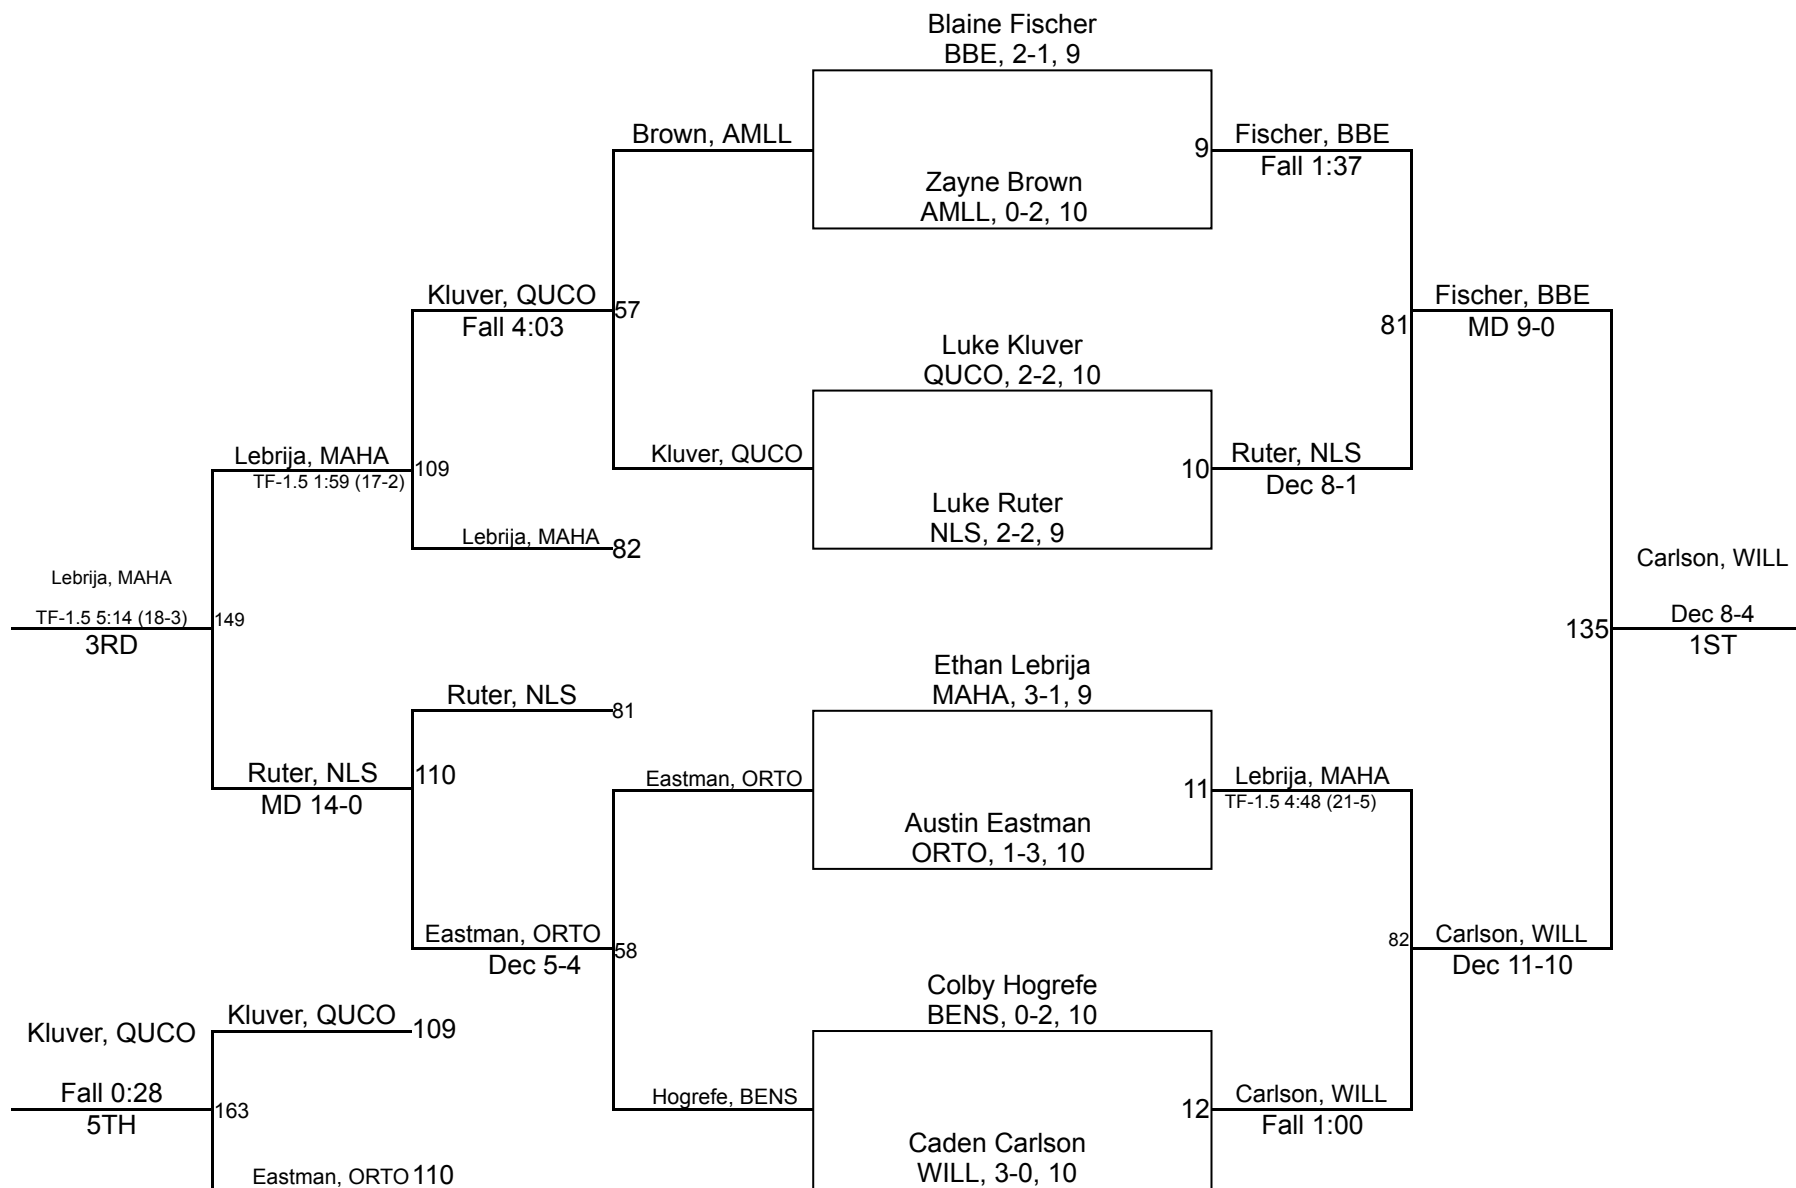 Blaine Fischer
BBE, 2-1, 9
Brown, AMLL
9
Fischer, BBE
Fall 1:37
Zayne Brown
AMLL, 0-2, 10
Kluver, QUCO
Fall 4:03
57
Fischer, BBE
MD 9-0
81
Luke Kluver
QUCO, 2-2, 10
Lebrija, MAHA
TF-1.5 1:59 (17-2)
109
Kluver, QUCO
10
Ruter, NLS
Dec 8-1
Luke Ruter
NLS, 2-2, 9
Lebrija, MAHA
82
Carlson, WILL
Lebrija, MAHA
TF-1.5 5:14 (18-3)
3RD
149
135
Dec 8-4
1ST
Ethan Lebrija
MAHA, 3-1, 9
Ruter, NLS
81
Ruter, NLS
MD 14-0
110
Eastman, ORTO
11
Lebrija, MAHA
TF-1.5 4:48 (21-5)
Austin Eastman
ORTO, 1-3, 10
Eastman, ORTO
Dec 5-4
58
82
Carlson, WILL
Dec 11-10
Colby Hogrefe
BENS, 0-2, 10
Kluver, QUCO
Kluver, QUCO
109
Fall 0:28
5TH
163
Hogrefe, BENS
12
Carlson, WILL
Fall 1:00
Caden Carlson
WILL, 3-0, 10
Eastman, ORTO
110